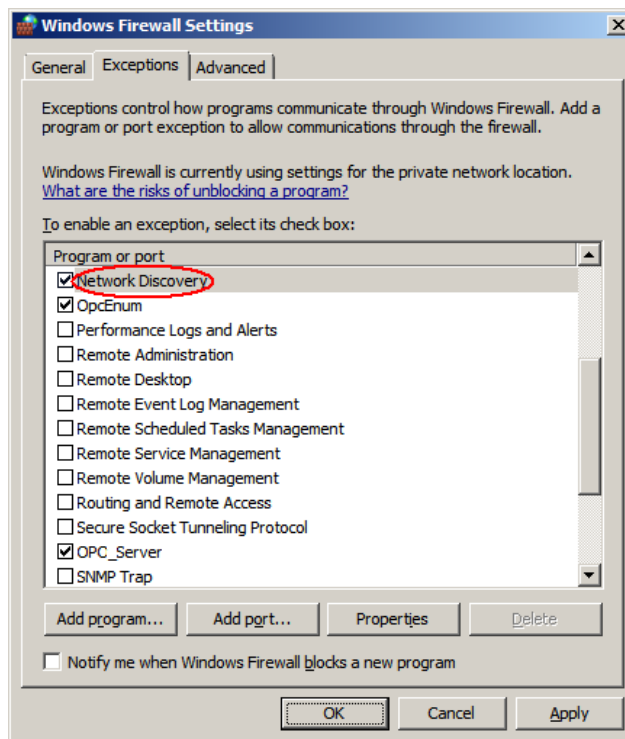 Windows Firewall Settings
General Exceptions Advanced
Exceptions control how programs communicate through Windows Firewall. Add a
program or port exception to allow communications through the firewall.
Windows Firewall is currently using settings for the private network location.
What are the risks of unblocking a program?
To enable an exception, select its check box:
Program or port
Network Discovery
OpcEnum
Performance Logs and Alerts
Remote Administration
Remote Desktop
Remote Event Log Management
Remote Scheduled Tasks Management
Remote Service Management
Remote Volume Management
Routing and Remote Access
Secure Socket Tunneling Protocol
OPC_Server
SNMP Trap
Add program... Add port... Properties Delete
Notify me when Windows Firewall blocks a new program
OK Cancel Apply